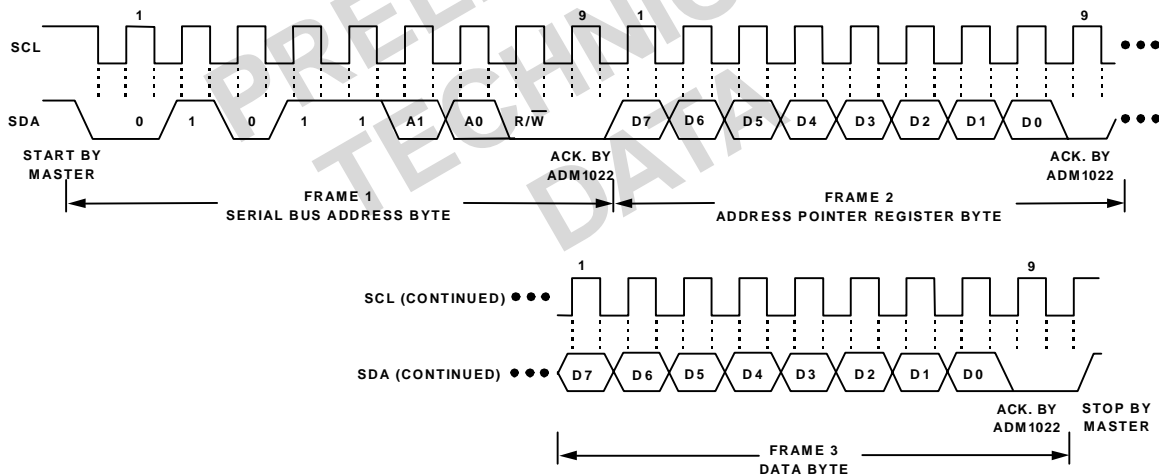 PRELI
TECHNIC
DATA
1 9 1 9
SCL
SDA 0 1 0 1 1 A1 A0 R/W D7 D6 D5 D4 D3 D2 D1 D0
START BY MASTER
ACK. BY ADM1022
ACK. BY ADM1022
FRAME 1
SERIAL BUS ADDRESS BYTE
FRAME 2
ADDRESS POINTER REGISTER BYTE
1 9
SCL (CONTINUED)
SDA (CONTINUED) D7 D6 D5 D4 D3 D2 D1 D0
ACK. BY ADM1022
STOP BY MASTER
FRAME 3
DATA BYTE